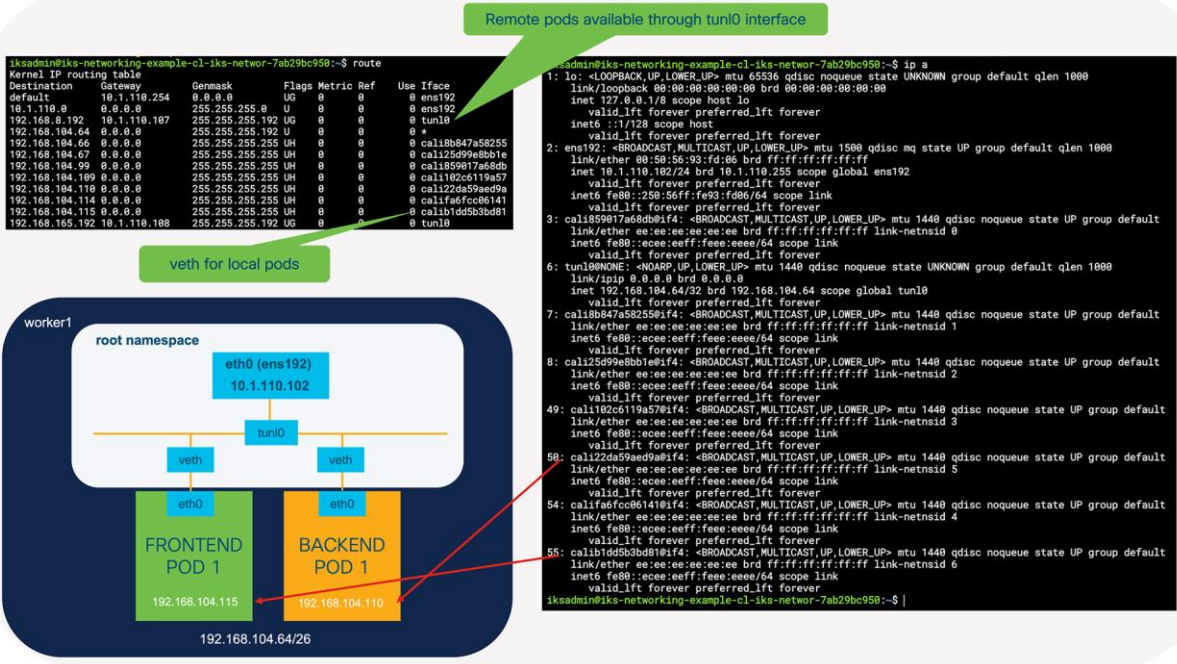 Remote pods available through tunl0 interface
iksadmin@iks-networking-example-cl-iks-networ-7ab29bc950:~$ route
Kernel IP routing table
Destination Gateway Genmask Flags Metric Ref Use Iface
default 10.1.110.254 0.0.0.0 UG 0 0 0 ens192
10.1.110.0 0.0.0.0 255.255.255.0 U 0 0 0 ens192
192.168.8.192 10.1.110.107 255.255.255.192 UG 0 0 0 tunl0
192.168.104.64 0.0.0.0 255.255.255.192 U 0 0 0 *
192.168.104.66 0.0.0.0 255.255.255.255 UH 0 0 0 cali8b847a58255
192.168.104.67 0.0.0.0 255.255.255.255 UH 0 0 0 cali25d99e8bb1e
192.168.104.99 0.0.0.0 255.255.255.255 UH 0 0 0 cali859017a68db
192.168.104.109 0.0.0.0 255.255.255.255 UH 0 0 0 cali102c6119a57
192.168.104.110 0.0.0.0 255.255.255.255 UH 0 0 0 cali22da59aed9a
192.168.104.114 0.0.0.0 255.255.255.255 UH 0 0 0 califa6fcc06141
192.168.104.115 0.0.0.0 255.255.255.255 UH 0 0 0 calib1dd5b3bd81
192.168.165.192 10.1.110.108 255.255.255.192 UG 0 0 0 tunl0
veth for local pods
worker1
root namespace
eth0 (ens192)
10.1.110.102
tunl0
veth veth
eth0 eth0
FRONTEND
POD 1
192.168.104.115
BACKEND
POD 1
192.168.104.110
192.168.104.64/26
iksadmin@iks-networking-example-cl-iks-networ-7ab29bc950:~$ ip a
1: lo: <LOOPBACK,UP,LOWER_UP> mtu 65536 qdisc noqueue state UNKNOWN group default qlen 1000
link/loopback 00:00:00:00:00:00 brd 00:00:00:00:00:00
inet 127.0.0.1/8 scope host lo
valid_lft forever preferred_lft forever
inet6 ::1/128 scope host
valid_lft forever preferred_lft forever
2: ens192: <BROADCAST,MULTICAST,UP,LOWER_UP> mtu 1500 qdisc mq state UP group default qlen 1000
link/ether 00:50:56:93:fd:06 brd ff:ff:ff:ff:ff:ff
inet 10.1.110.102/24 brd 10.1.110.255 scope global ens192
valid_lft forever preferred_lft forever
inet6 fe80::250:56ff:fe93:fd06/64 scope link
valid_lft forever preferred_lft forever
3: cali859017a68db@if4: <BROADCAST,MULTICAST,UP,LOWER_UP> mtu 1440 qdisc noqueue state UP group default
link/ether ee:ee:ee:ee:ee:ee brd ff:ff:ff:ff:ff:ff link-netnsid 0
inet6 fe80::ecee:eeff:feee:eeee/64 scope link
valid_lft forever preferred_lft forever
6: tunl0@NONE: <NOARP,UP,LOWER_UP> mtu 1440 qdisc noqueue state UNKNOWN group default qlen 1000
link/ipip 0.0.0.0 brd 0.0.0.0
inet 192.168.104.64/32 brd 192.168.104.64 scope global tunl0
valid_lft forever preferred_lft forever
7: cali8b847a58255@if4: <BROADCAST,MULTICAST,UP,LOWER_UP> mtu 1440 qdisc noqueue state UP group default
link/ether ee:ee:ee:ee:ee:ee brd ff:ff:ff:ff:ff:ff link-netnsid 1
inet6 fe80::ecee:eeff:feee:eeee/64 scope link
valid_lft forever preferred_lft forever
8: cali25d99e8bb1e@if4: <BROADCAST,MULTICAST,UP,LOWER_UP> mtu 1440 qdisc noqueue state UP group default
link/ether ee:ee:ee:ee:ee:ee brd ff:ff:ff:ff:ff:ff link-netnsid 2
inet6 fe80::ecee:eeff:feee:eeee/64 scope link
valid_lft forever preferred_lft forever
49: cali102c6119a57@if4: <BROADCAST,MULTICAST,UP,LOWER_UP> mtu 1440 qdisc noqueue state UP group default
link/ether ee:ee:ee:ee:ee:ee brd ff:ff:ff:ff:ff:ff link-netnsid 3
inet6 fe80::ecee:eeff:feee:eeee/64 scope link
valid_lft forever preferred_lft forever
50: cali22da59aed9a@if4: <BROADCAST,MULTICAST,UP,LOWER_UP> mtu 1440 qdisc noqueue state UP group default
link/ether ee:ee:ee:ee:ee:ee brd ff:ff:ff:ff:ff:ff link-netnsid 5
inet6 fe80::ecee:eeff:feee:eeee/64 scope link
valid_lft forever preferred_lft forever
54: califa6fcc06141@if4: <BROADCAST,MULTICAST,UP,LOWER_UP> mtu 1440 qdisc noqueue state UP group default
link/ether ee:ee:ee:ee:ee:ee brd ff:ff:ff:ff:ff:ff link-netnsid 4
inet6 fe80::ecee:eeff:feee:eeee/64 scope link
valid_lft forever preferred_lft forever
55: calib1dd5b3bd81@if4: <BROADCAST,MULTICAST,UP,LOWER_UP> mtu 1440 qdisc noqueue state UP group default
link/ether ee:ee:ee:ee:ee:ee brd ff:ff:ff:ff:ff:ff link-netnsid 6
inet6 fe80::ecee:eeff:feee:eeee/64 scope link
valid_lft forever preferred_lft forever
iksadmin@iks-networking-example-cl-iks-networ-7ab29bc950:~$